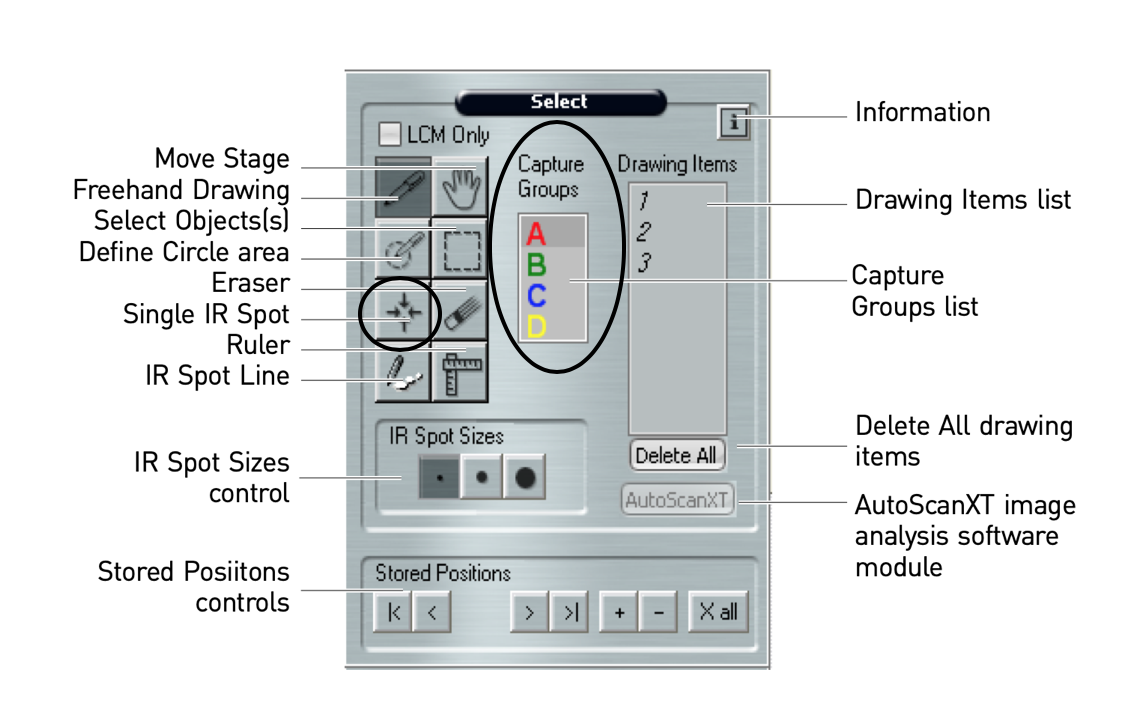 Select
i
LCM Only
Capture
Groups
Drawing Items
A
B
C
D
1
2
3
IR Spot Sizes
Delete All
AutoScanXT
Stored Positions
|< < > >| + - X all
Move Stage
Freehand Drawing
Select Objects(s)
Define Circle area
Eraser
Single IR Spot
Ruler
IR Spot Line
IR Spot Sizes
control
Stored Posiitons
controls
Information
Drawing Items list
Capture
Groups list
Delete All drawing
items
AutoScanXT image
analysis software
module